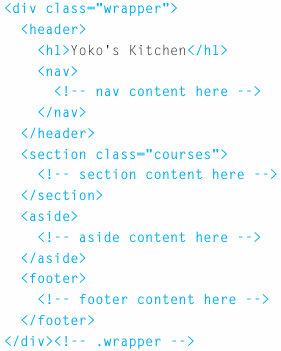 <div class="wrapper">
  <header>
    <h1>Yoko's Kitchen</h1>
    <nav>
      <!-- nav content here -->
    </nav>
  </header>
  <section class="courses">
    <!-- section content here -->
  </section>
  <aside>
    <!-- aside content here -->
  </aside>
  <footer>
    <!-- footer content here -->
  </footer>
</div><!-- .wrapper -->